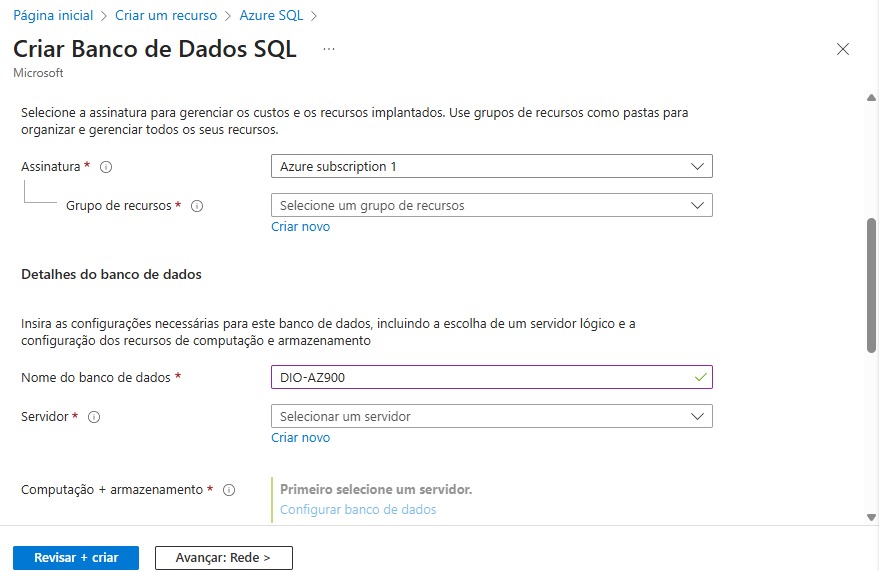 Página inicial > Criar um recurso > Azure SQL >
Criar Banco de Dados SQL ...
Microsoft
Selecione a assinatura para gerenciar os custos e os recursos implantados. Use grupos de recursos como pastas para
organizar e gerenciar todos os seus recursos.
Assinatura * Azure subscription 1
Grupo de recursos * Selecione um grupo de recursos
Criar novo
Detalhes do banco de dados
Insira as configurações necessárias para este banco de dados, incluindo a escolha de um servidor lógico e a
configuração dos recursos de computação e armazenamento
Nome do banco de dados * DIO-AZ900
Servidor * Selecionar um servidor
Criar novo
Computação + armazenamento * Primeiro selecione um servidor.
Configurar banco de dados
Revisar + criar Avançar: Rede >